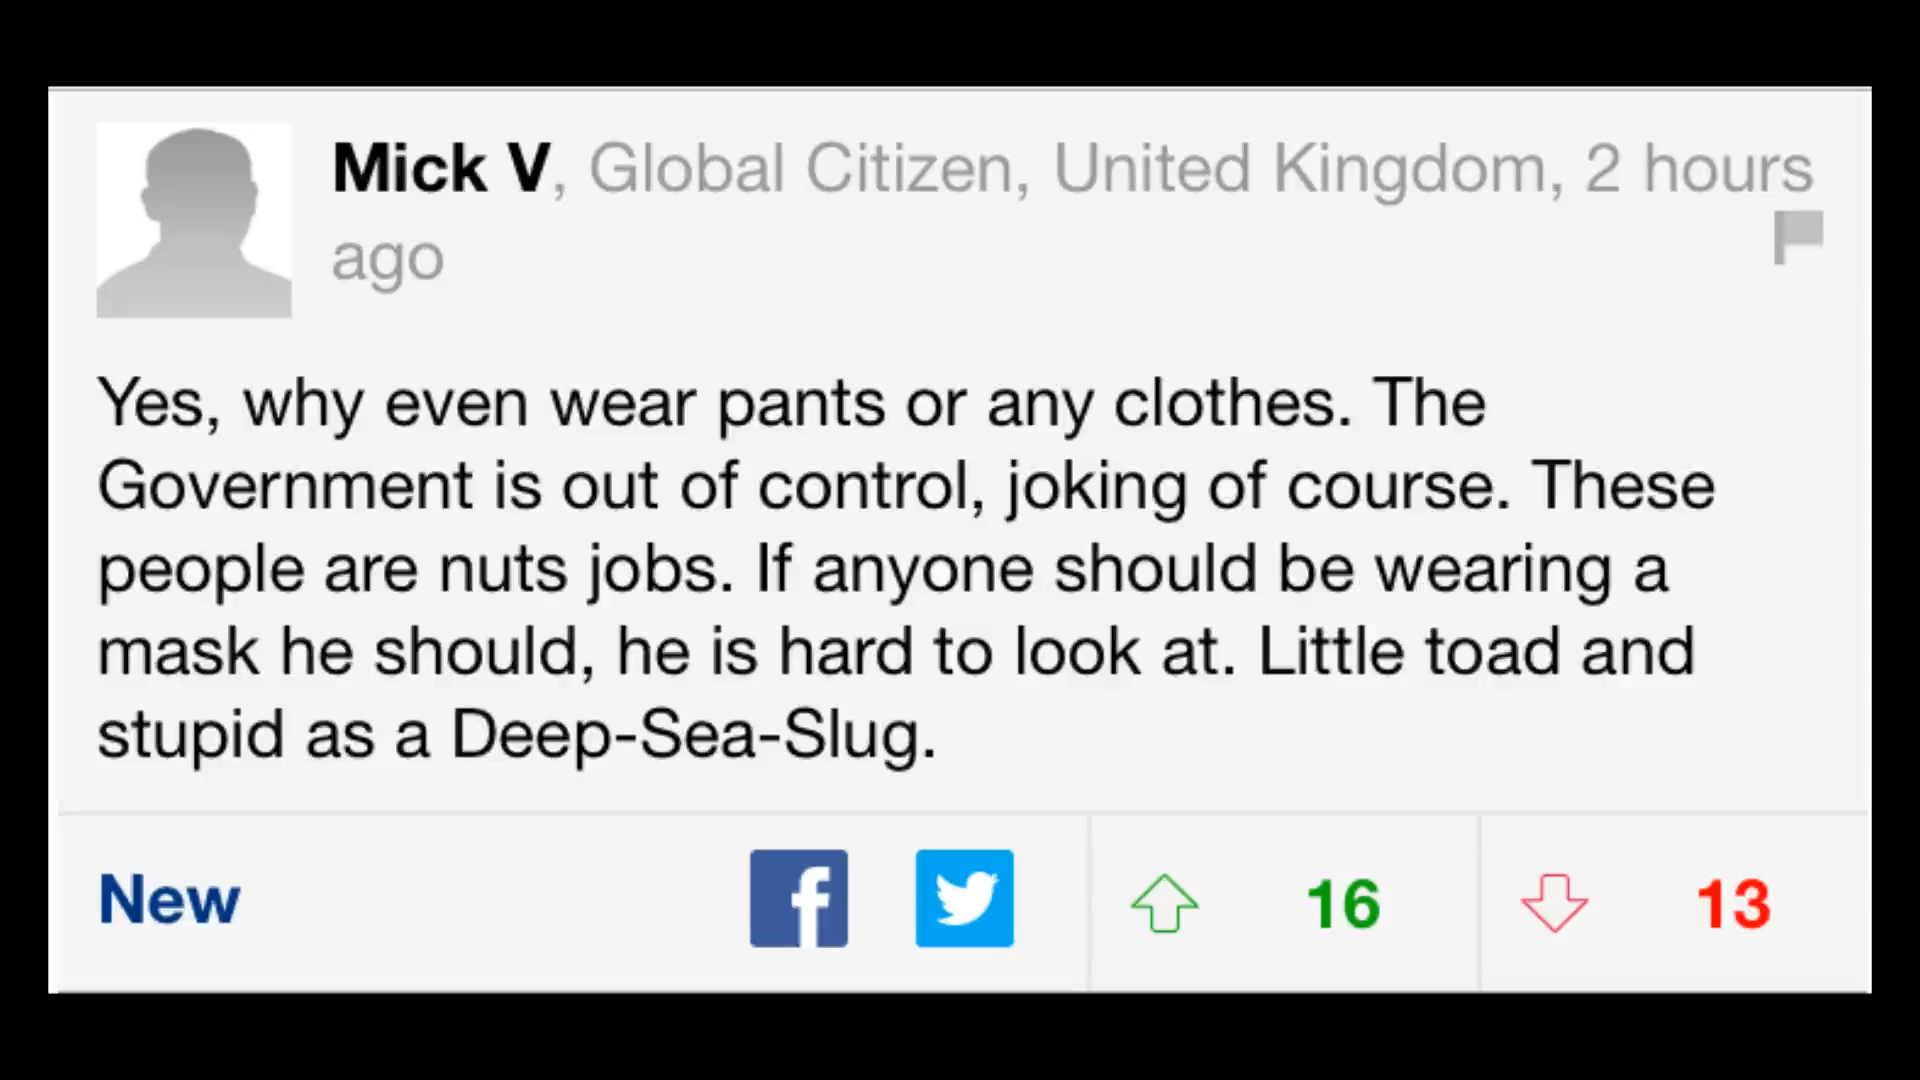 Mick V, Global Citizen, United Kingdom, 2 hours
ago
Yes, why even wear pants or any clothes. The
Government is out of control, joking of course. These
people are nuts jobs. If anyone should be wearing a
mask he should, he is hard to look at. Little toad and
stupid as a Deep-Sea-Slug.
New 16 13